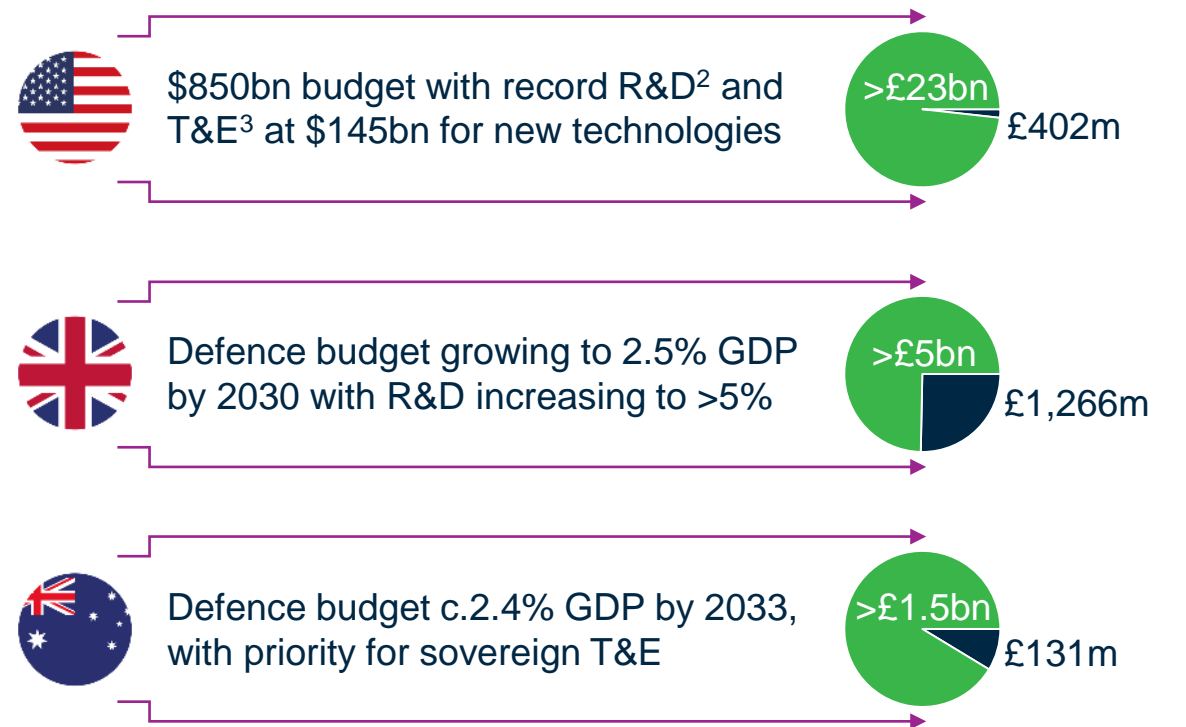 $850bn budget with record R&D² and
T&E³ at $145bn for new technologies
>£23bn
£402m
Defence budget growing to 2.5% GDP
by 2030 with R&D increasing to >5%
>£5bn
£1,266m
Defence budget c.2.4% GDP by 2033,
with priority for sovereign T&E
>£1.5bn
£131m